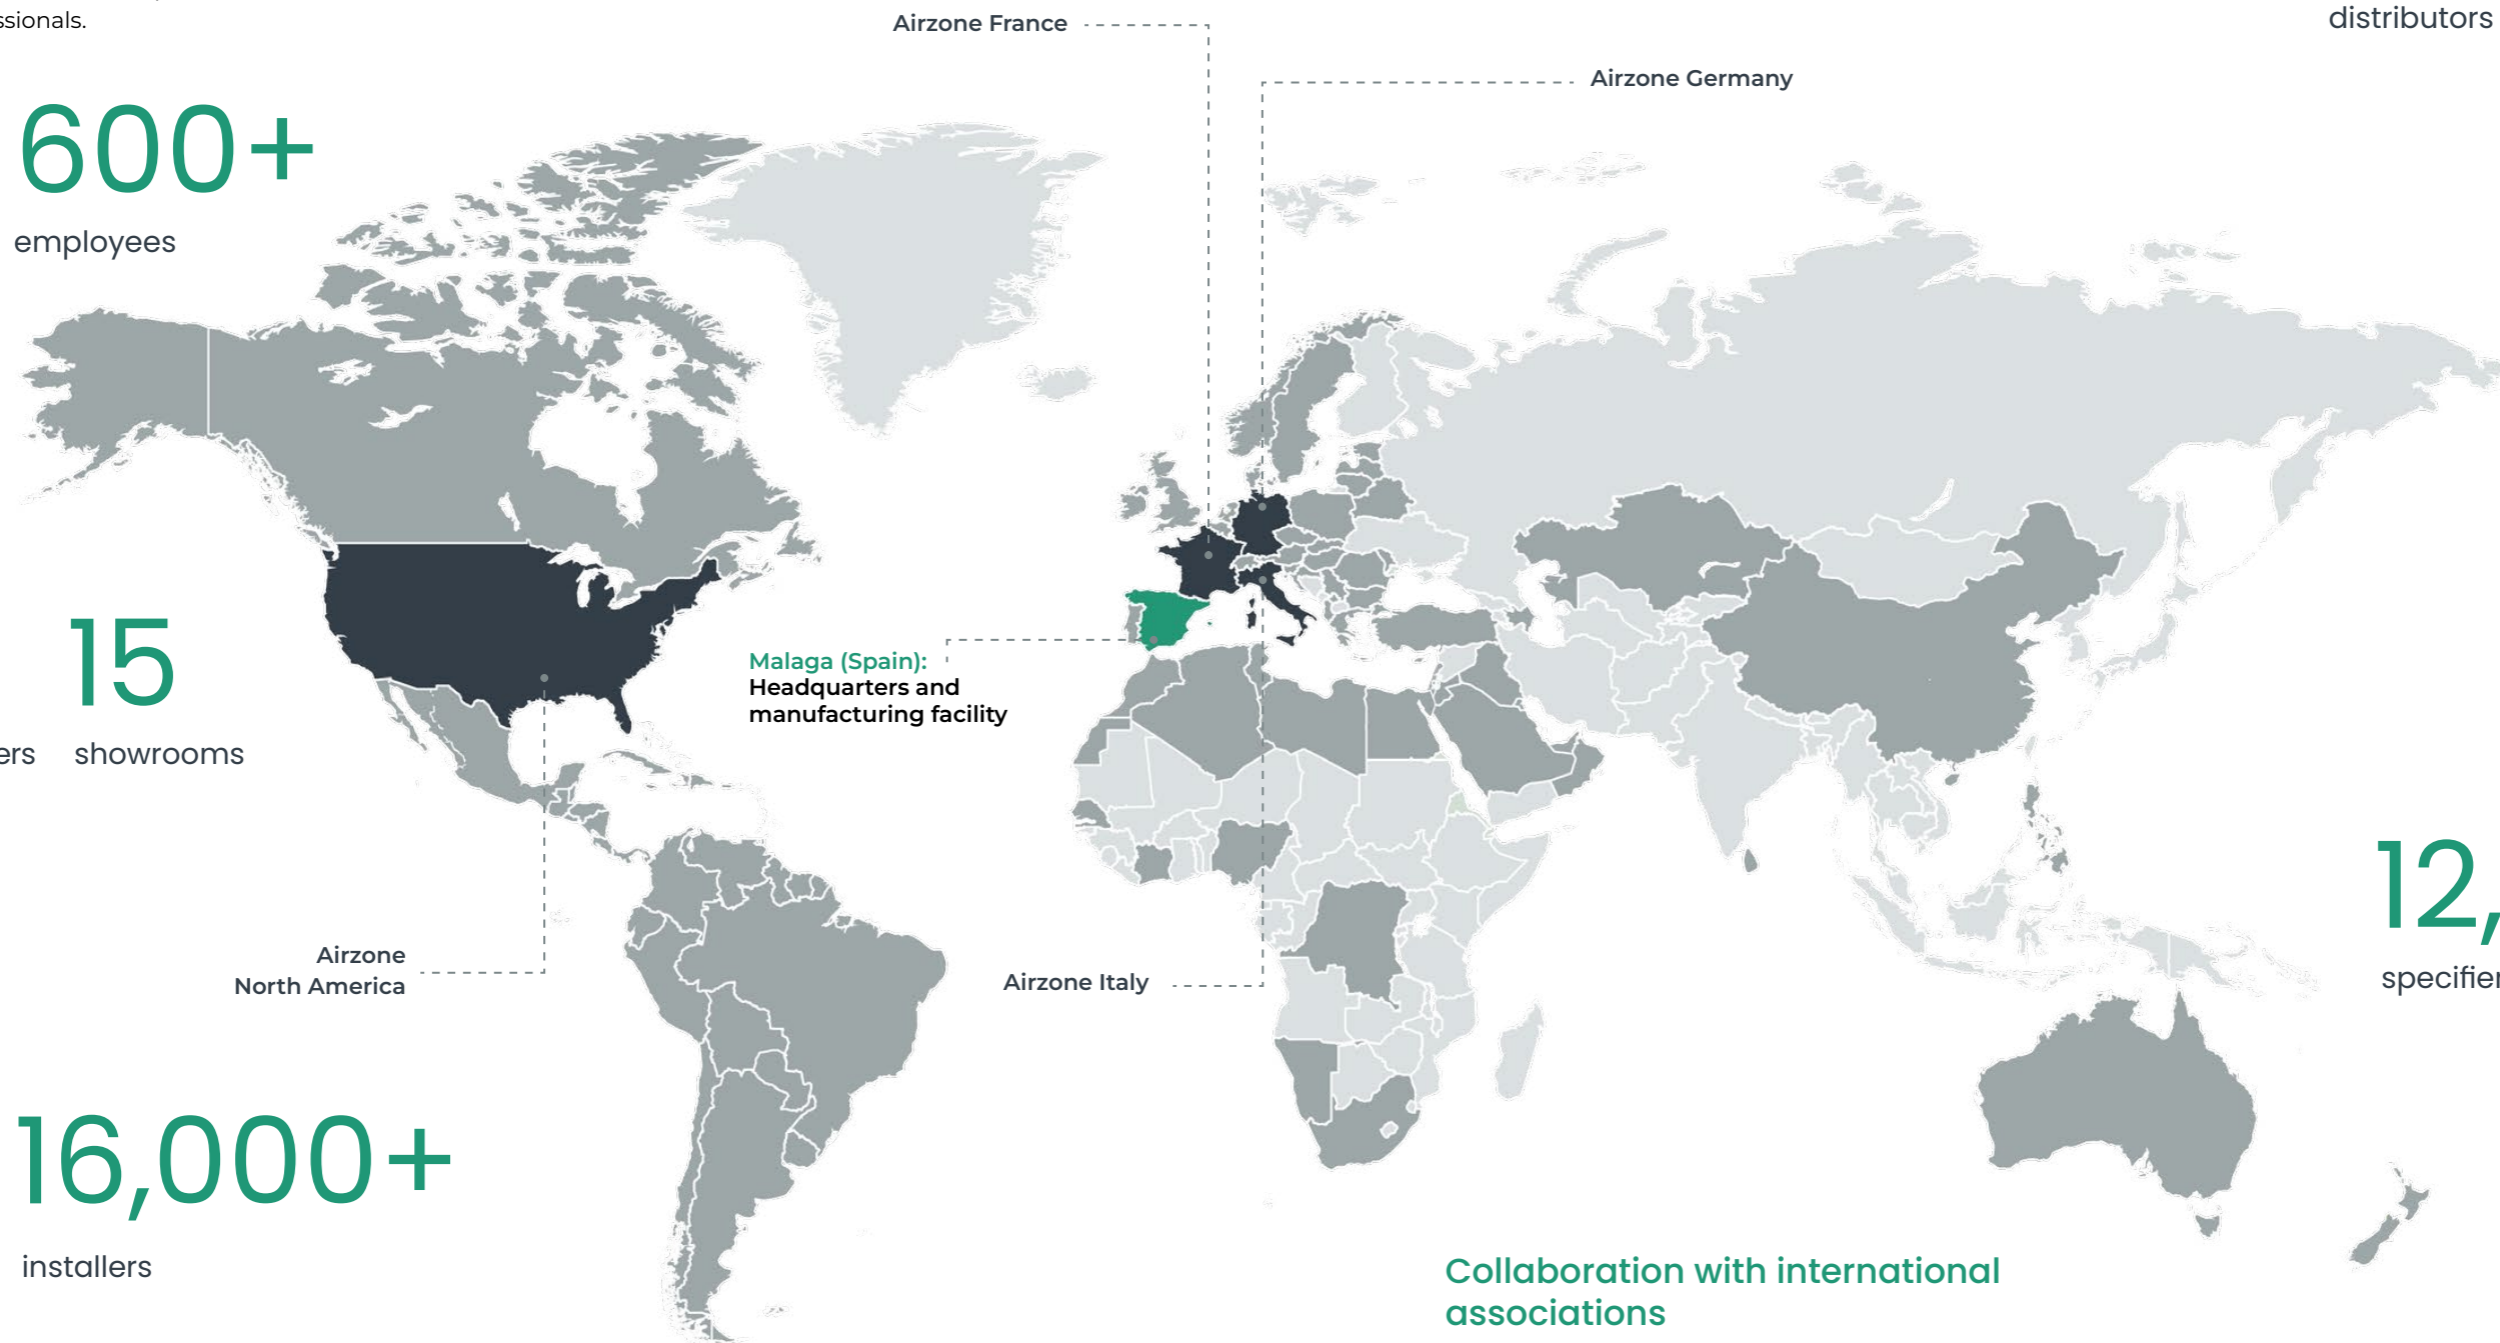 ssionals.
Airzone France
distributors
Airzone Germany
600+
employees
15
ers
showrooms
Malaga (Spain):
Headquarters and
manufacturing facility
12,
specifier
Airzone
North America
Airzone Italy
16,000+
installers
Collaboration with international
associations